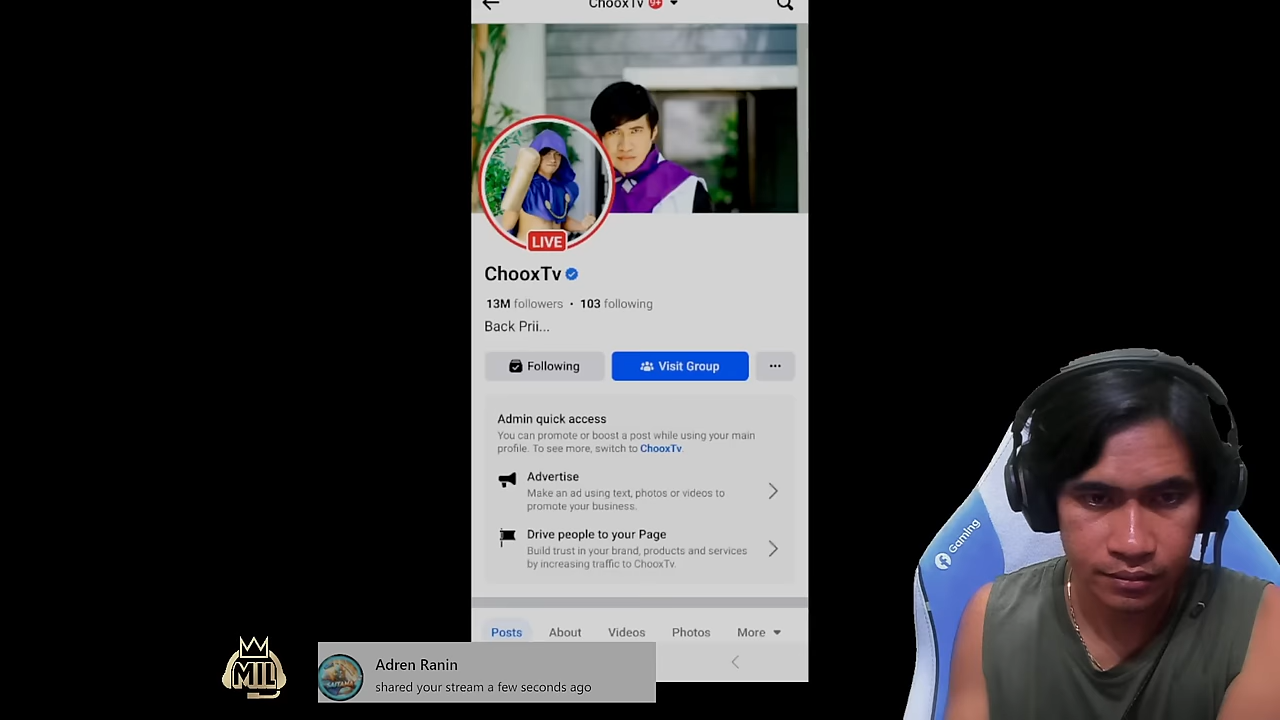 ChooxTv 9+
LIVE
ChooxTv
13M followers • 103 following
Back Prii...
Following
Visit Group
Admin quick access
You can promote or boost a post while using your main
profile. To see more, switch to ChooxTv.
Advertise
Make an ad using text, photos or videos to
promote your business.
Drive people to your Page
Build trust in your brand, products and services
by increasing traffic to ChooxTv.
Posts
About
Videos
Photos
More
Gaming
MIL
Adren Ranin
shared your stream a few seconds ago